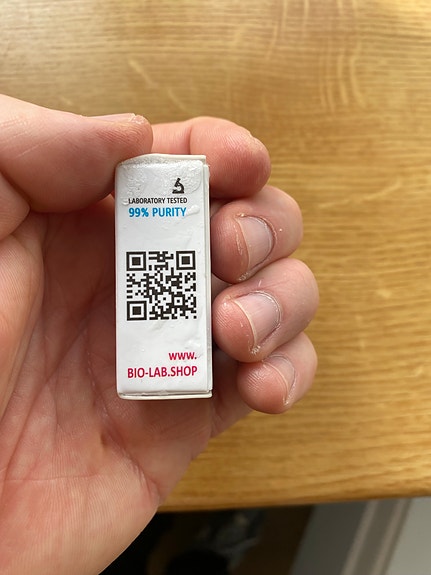 LABORATORY TESTED
99% PURITY
www.
BIO-LAB.SHOP